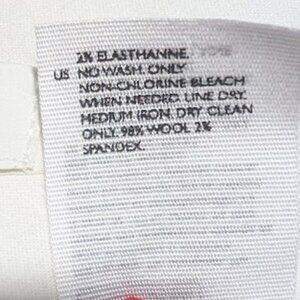 2% ELASTHANNE.
US NO WASH. ONLY
NON-CHLORINE BLEACH
WHEN NEEDED. LINE DRY.
MEDIUM IRON. DRY CLEAN
ONLY. 98% WOOL 2%
SPANDEX.